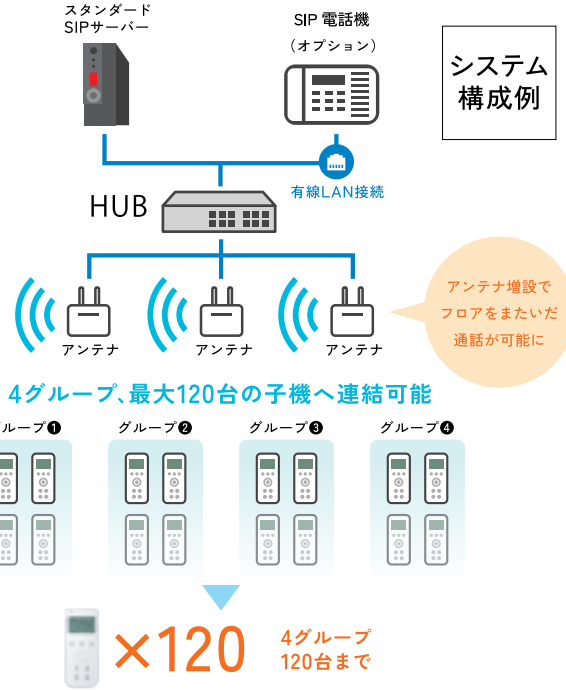 スタンダード
SIPサーバー
SIP 電話機
（オプション）
システム
構成例
有線LAN接続
HUB
アンテナ増設で
フロアをまたいだ
通話が可能に
アンテナ
アンテナ
アンテナ
4グループ、最大120台の子機へ連結可能
ループ❶
グループ❷
グループ❸
グループ❹
×120
4グループ
120台まで